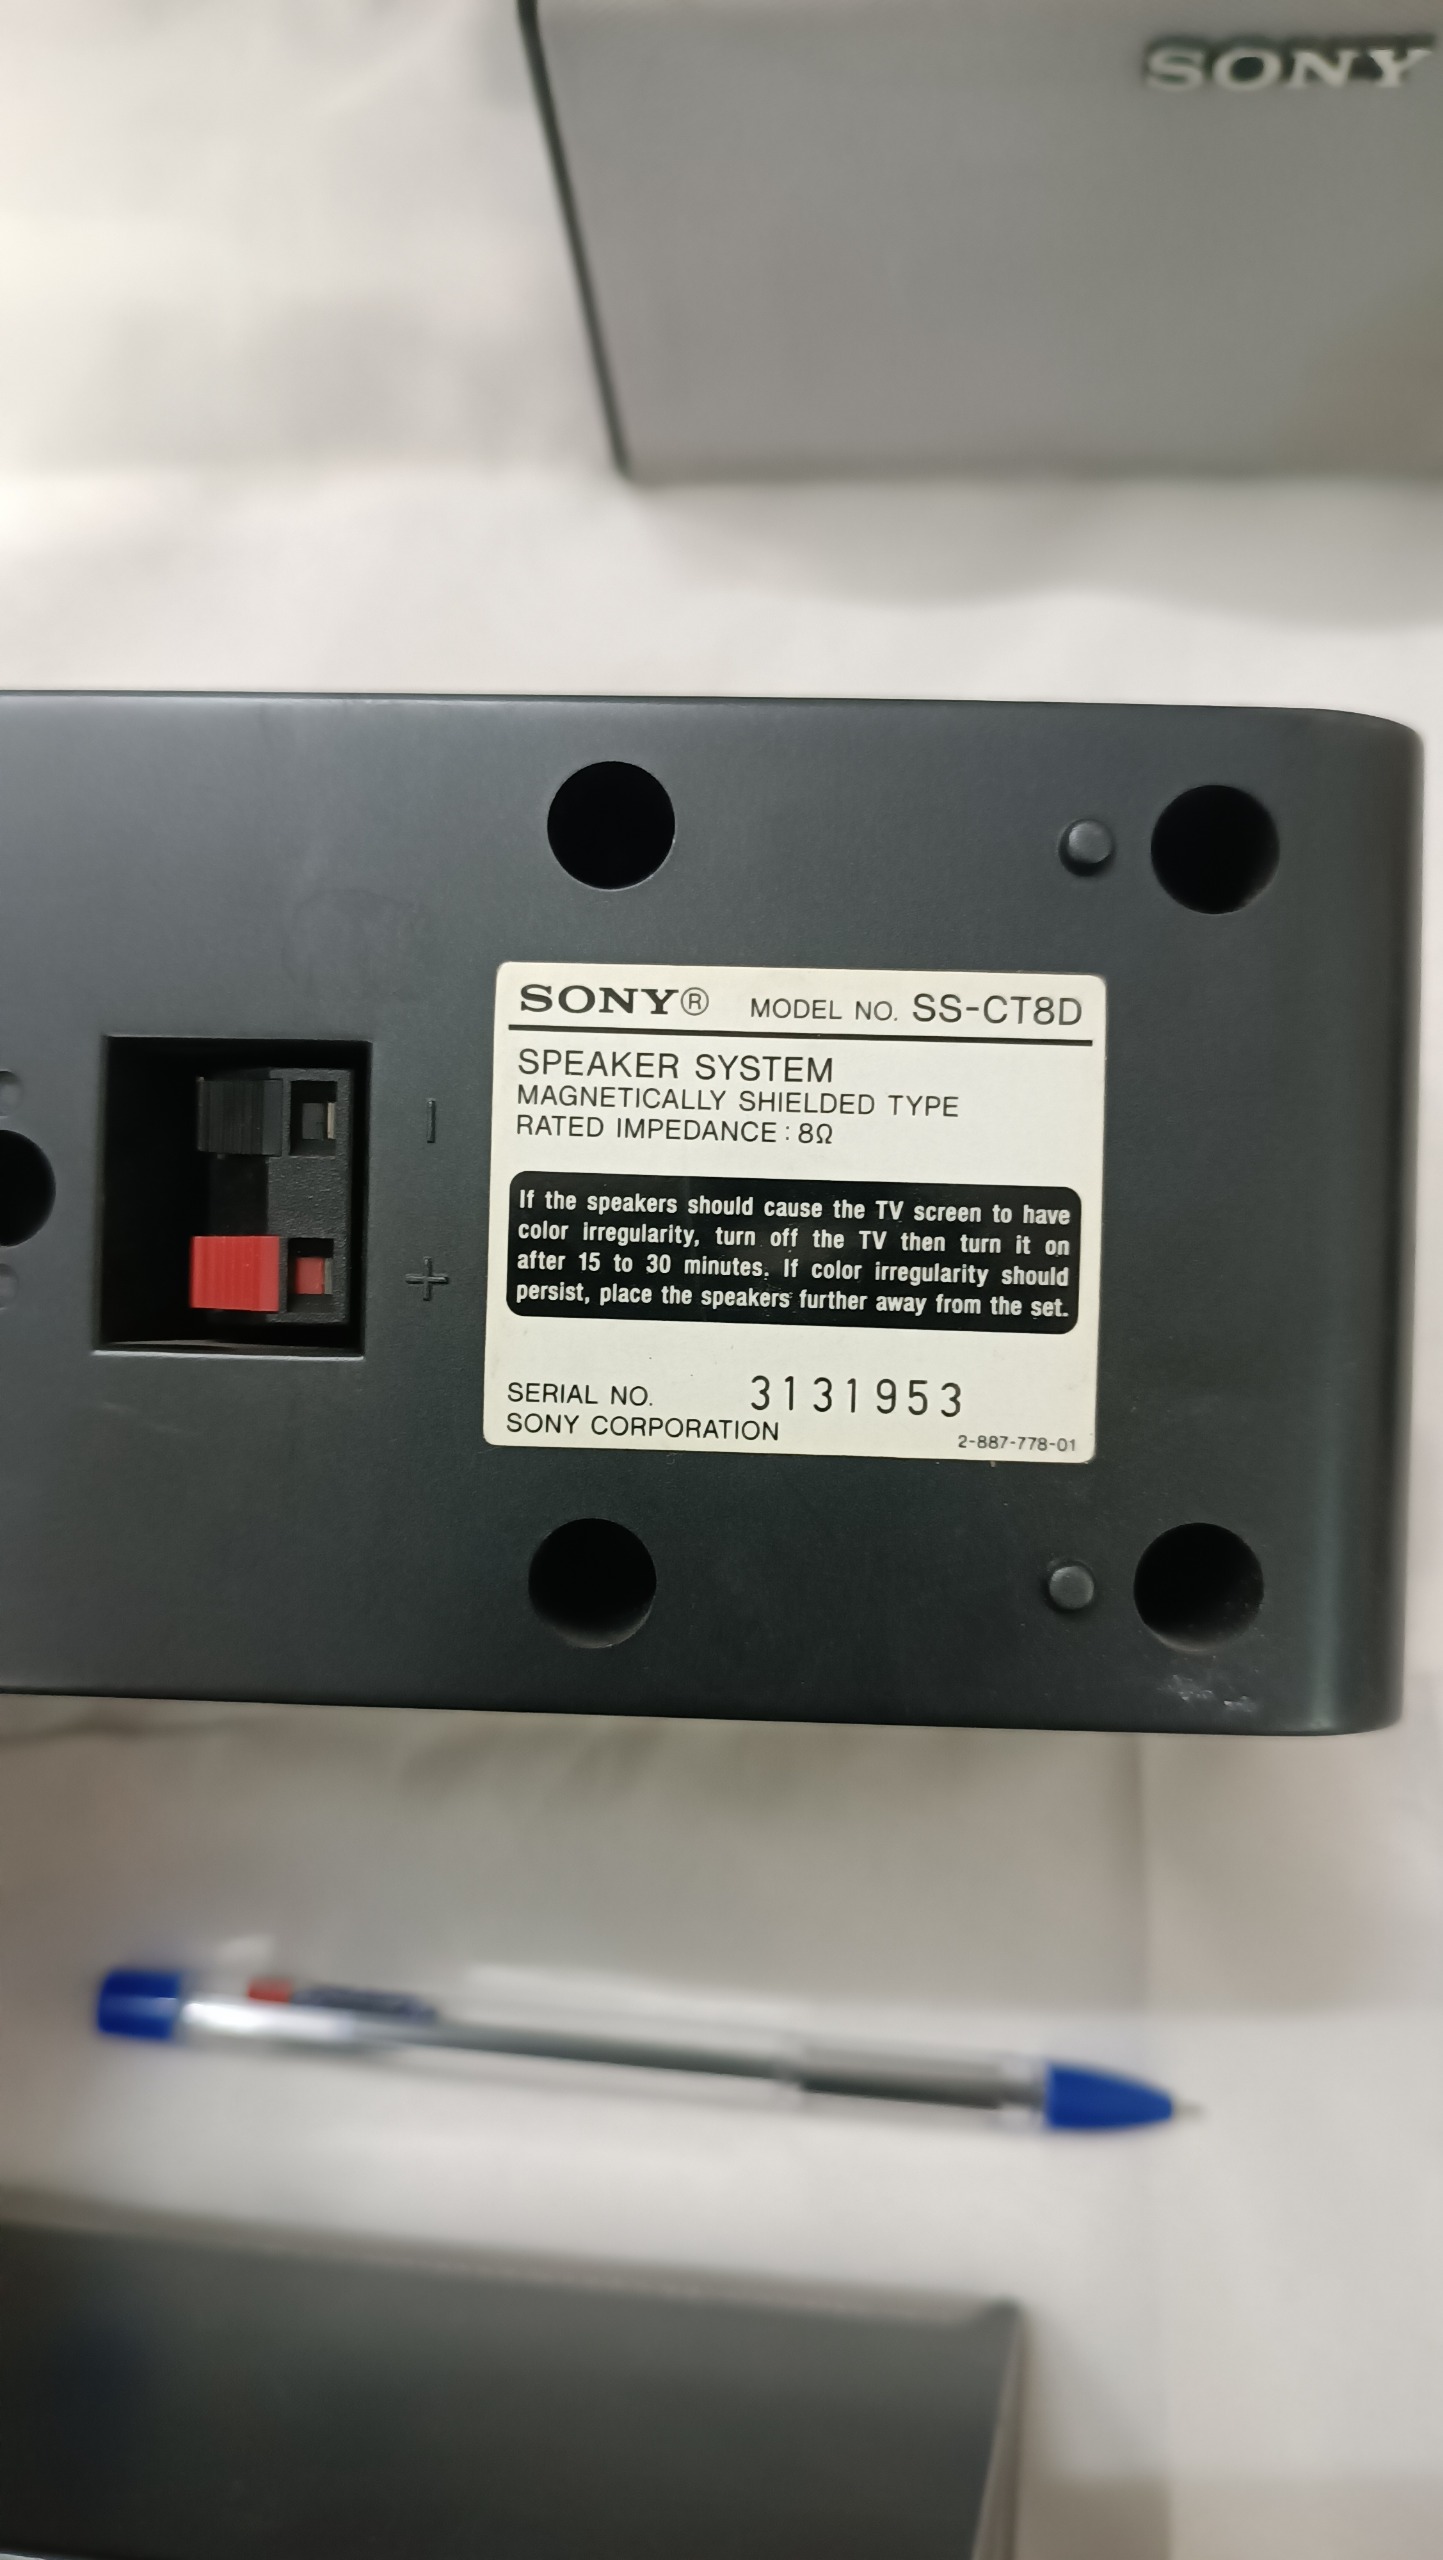 SONY
SONY® MODEL NO. SS-CT8D
SPEAKER SYSTEM
MAGNETICALLY SHIELDED TYPE
RATED IMPEDANCE : 8Ω
If the speakers should cause the TV screen to have
color irregularity, turn off the TV then turn it on
after 15 to 30 minutes. If color irregularity should
persist, place the speakers further away from the set.
SERIAL NO. 3131953
SONY CORPORATION
2-887-778-01
－
＋